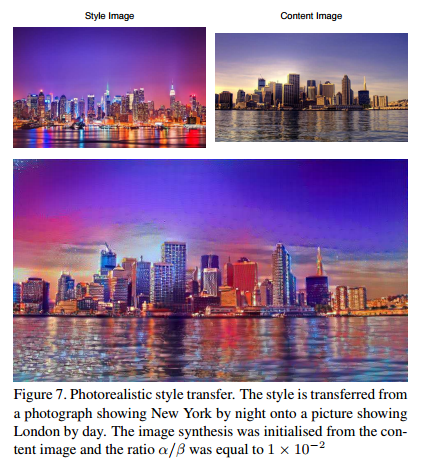 Style Image
Content Image
Figure 7. Photorealistic style transfer. The style is transferred from
a photograph showing New York by night onto a picture showing
London by day. The image synthesis was initialised from the con-
tent image and the ratio α/β was equal to 1 × 10⁻²